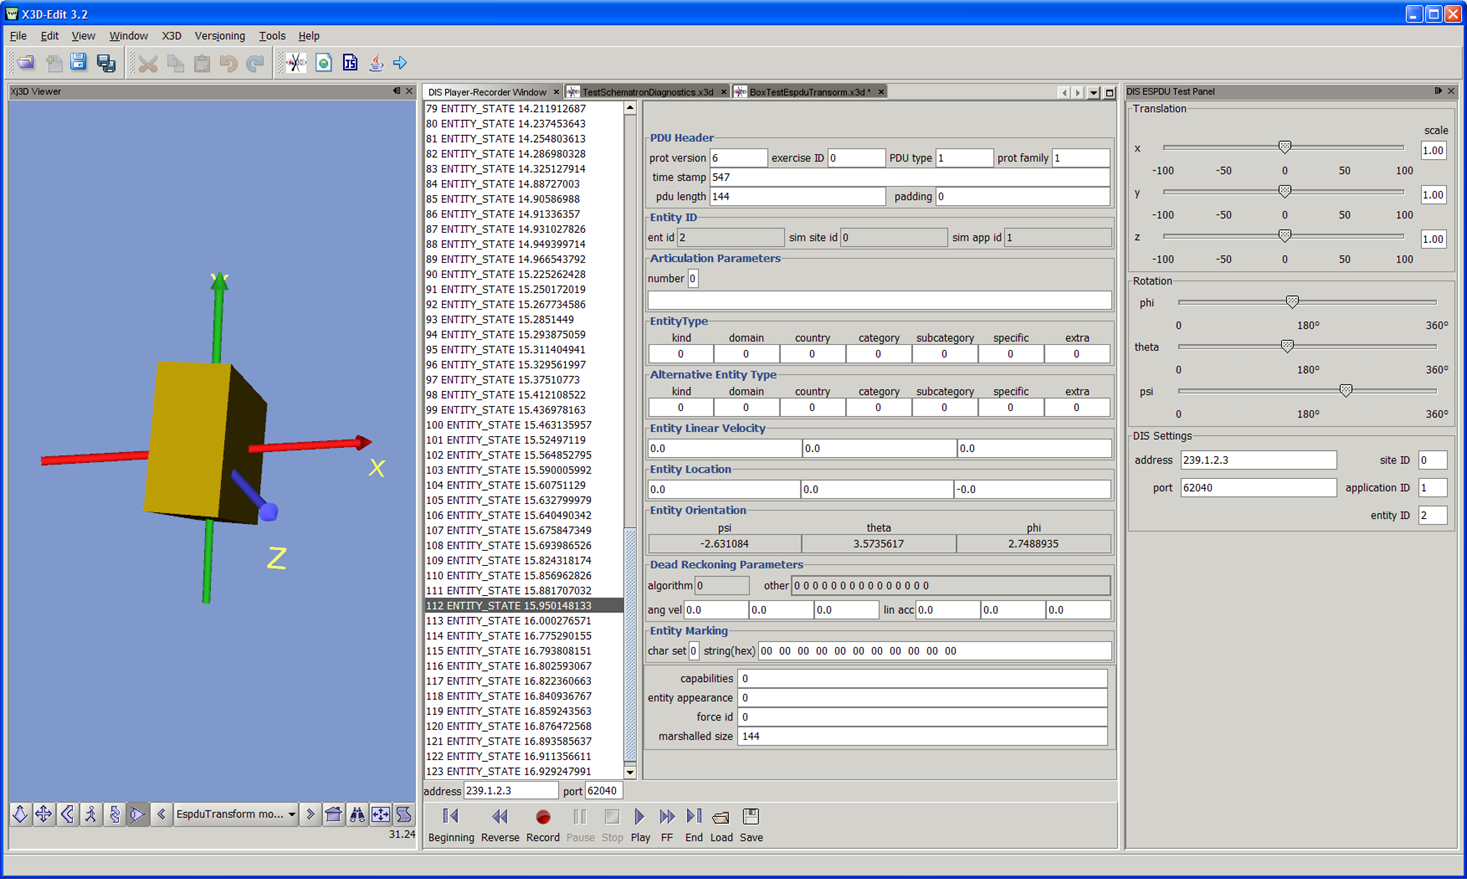 X3D-Edit 3.2
File Edit View Window X3D Versioning Tools Help
Xj3D Viewer
Y
X
Z
EspduTransform mo...
31.24
DIS Player-Recorder Window
TestSchematronDiagnostics.x3d
BoxTestEspduTransorm.x3d *
79 ENTITY_STATE 14.211912687
80 ENTITY_STATE 14.237453643
81 ENTITY_STATE 14.254803613
82 ENTITY_STATE 14.286980328
83 ENTITY_STATE 14.325127914
84 ENTITY_STATE 14.88727003
85 ENTITY_STATE 14.90586988
86 ENTITY_STATE 14.91336357
87 ENTITY_STATE 14.931027826
88 ENTITY_STATE 14.949399714
89 ENTITY_STATE 14.966543792
90 ENTITY_STATE 15.225262428
91 ENTITY_STATE 15.250172019
92 ENTITY_STATE 15.267734586
93 ENTITY_STATE 15.2851449
94 ENTITY_STATE 15.293875059
95 ENTITY_STATE 15.311404941
96 ENTITY_STATE 15.329561997
97 ENTITY_STATE 15.37510773
98 ENTITY_STATE 15.412108522
99 ENTITY_STATE 15.436978163
100 ENTITY_STATE 15.463135957
101 ENTITY_STATE 15.52497119
102 ENTITY_STATE 15.564852795
103 ENTITY_STATE 15.590005992
104 ENTITY_STATE 15.60751129
105 ENTITY_STATE 15.632799979
106 ENTITY_STATE 15.640490342
107 ENTITY_STATE 15.675847349
108 ENTITY_STATE 15.693986526
109 ENTITY_STATE 15.824318174
110 ENTITY_STATE 15.856962826
111 ENTITY_STATE 15.881707032
112 ENTITY_STATE 15.950148133
113 ENTITY_STATE 16.000276571
114 ENTITY_STATE 16.775290155
115 ENTITY_STATE 16.793808151
116 ENTITY_STATE 16.802593067
117 ENTITY_STATE 16.822360663
118 ENTITY_STATE 16.840936767
119 ENTITY_STATE 16.859243563
120 ENTITY_STATE 16.876472568
121 ENTITY_STATE 16.893585637
122 ENTITY_STATE 16.911356611
123 ENTITY_STATE 16.929247991
PDU Header
prot version 6 exercise ID 0 PDU type 1 prot family 1
time stamp 547
pdu length 144 padding 0
Entity ID
ent id 2 sim site id 0 sim app id 1
Articulation Parameters
number 0
EntityType
kind domain country category subcategory specific extra
0 0 0 0 0 0 0
Alternative Entity Type
kind domain country category subcategory specific extra
0 0 0 0 0 0 0
Entity Linear Velocity
0.0 0.0 0.0
Entity Location
0.0 0.0 -0.0
Entity Orientation
psi theta phi
-2.631084 3.5735617 2.7488935
Dead Reckoning Parameters
algorithm 0 other 0 0 0 0 0 0 0 0 0 0 0 0 0 0 0
ang vel 0.0 0.0 0.0 lin acc 0.0 0.0 0.0
Entity Marking
char set 0 string(hex) 00 00 00 00 00 00 00 00 00 00 00
capabilities 0
entity appearance 0
force id 0
marshalled size 144
address 239.1.2.3 port 62040
Beginning Reverse Record Pause Stop Play FF End Load Save
DIS ESPDU Test Panel
Translation
scale
x 1.00
-100 -50 0 50 100
y 1.00
-100 -50 0 50 100
z 1.00
-100 -50 0 50 100
Rotation
phi
0 180° 360°
theta
0 180° 360°
psi
0 180° 360°
DIS Settings
address 239.1.2.3 site ID 0
port 62040 application ID 1
entity ID 2